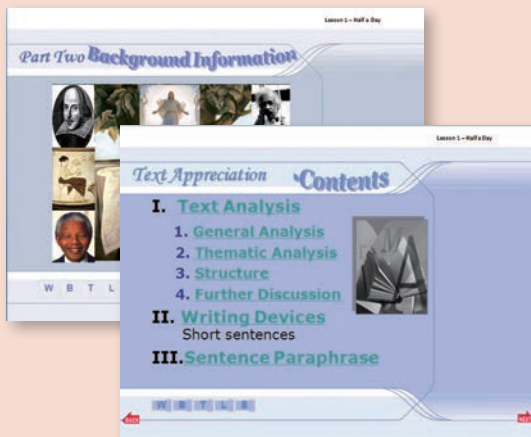 Lesson 1 – Half a Day
Part Two Background Information
W B T L
Lesson 1 – Half a Day
Text Appreciation Contents
I. Text Analysis
1. General Analysis
2. Thematic Analysis
3. Structure
4. Further Discussion
II. Writing Devices
Short sentences
III.Sentence Paraphrase
W B T L E
BACK
NEXT